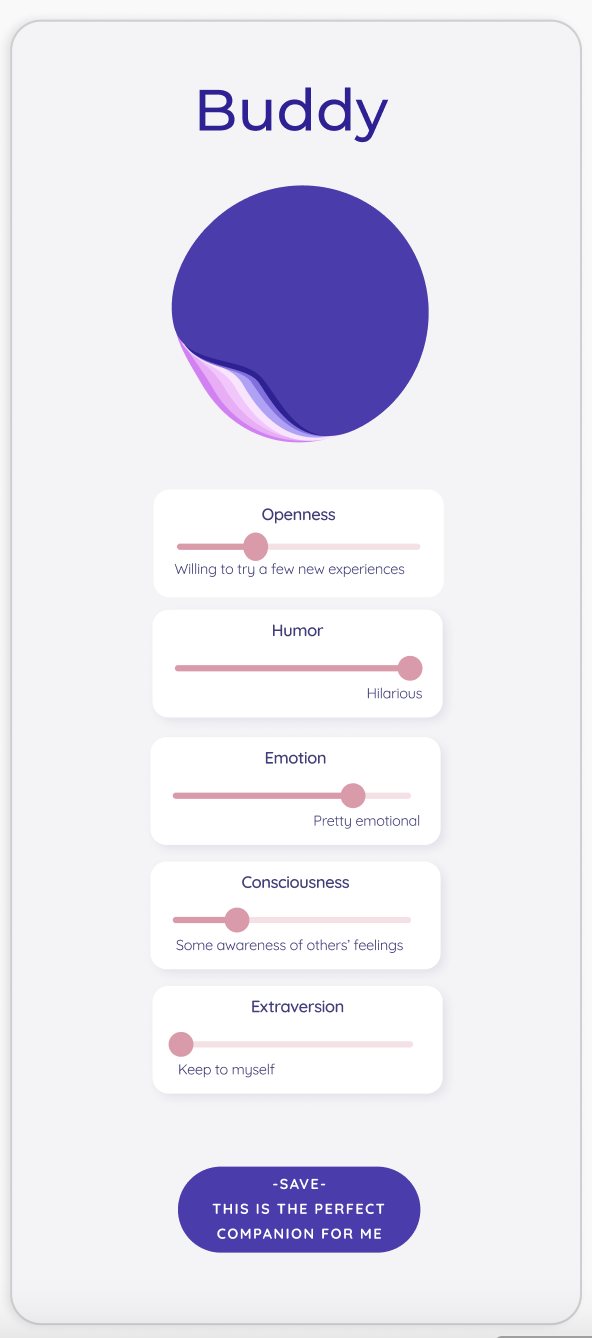 Buddy
Openness
Willing to try a few new experiences
Humor
Hilarious
Emotion
Pretty emotional
Consciousness
Some awareness of others’ feelings
Extraversion
Keep to myself
-SAVE-
THIS IS THE PERFECT
COMPANION FOR ME